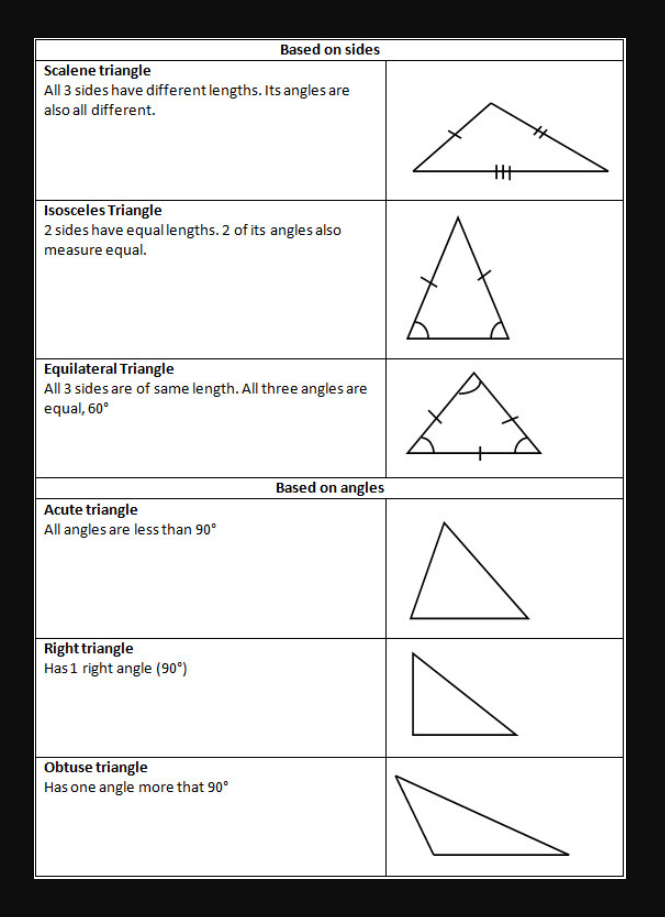 Based on sides
Scalene triangle
All 3 sides have different lengths. Its angles are
also all different.
Isosceles Triangle
2 sides have equal lengths. 2 of its angles also
measure equal.
Equilateral Triangle
All 3 sides are of same length. All three angles are
equal, 60°
Based on angles
Acute triangle
All angles are less than 90°
Right triangle
Has 1 right angle (90°)
Obtuse triangle
Has one angle more that 90°